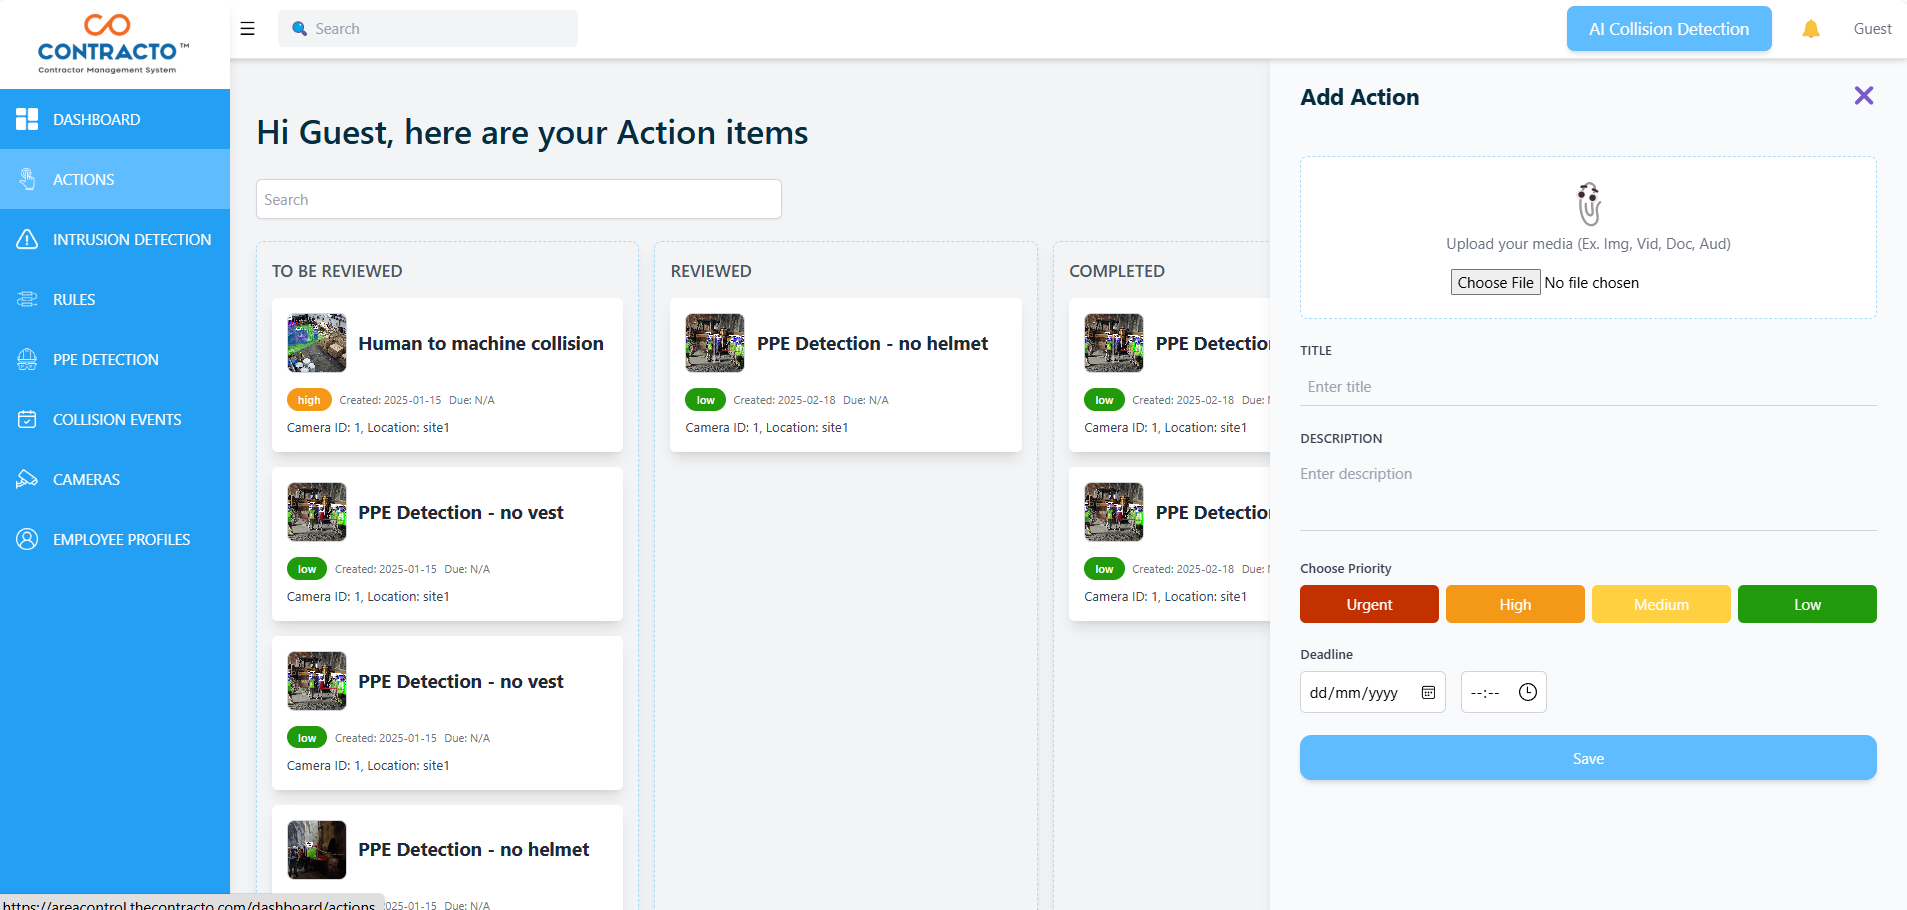 CONTRACTO™
Contractor Management System
Search
AI Collision Detection
Guest
DASHBOARD
ACTIONS
INTRUSION DETECTION
RULES
PPE DETECTION
COLLISION EVENTS
CAMERAS
EMPLOYEE PROFILES
Hi Guest, here are your Action items
Search
TO BE REVIEWED
Human to machine collision
high Created: 2025-01-15 Due: N/A
Camera ID: 1, Location: site1
PPE Detection - no vest
low Created: 2025-01-15 Due: N/A
Camera ID: 1, Location: site1
PPE Detection - no vest
low Created: 2025-01-15 Due: N/A
Camera ID: 1, Location: site1
PPE Detection - no helmet
025-01-15 Due: N/A
REVIEWED
PPE Detection - no helmet
low Created: 2025-02-18 Due: N/A
Camera ID: 1, Location: site1
COMPLETED
PPE Detectio
low Created: 2025-02-18 Due:
Camera ID: 1, Location: site1
PPE Detectio
low Created: 2025-02-18 Due:
Camera ID: 1, Location: site1
Add Action
Upload your media (Ex. Img, Vid, Doc, Aud)
Choose File No file chosen
TITLE
Enter title
DESCRIPTION
Enter description
Choose Priority
Urgent High Medium Low
Deadline
dd/mm/yyyy --:--
Save
https://areacontrol.thecontracto.com/dashboard/actions